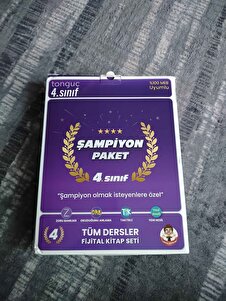 tonguç
4.sınıf
%100 MEB
Uyumlu
ŞAMPİYON
PAKET
4.sınıf
"Şampiyon olmak isteyenlere özel"
4
TÜM DERSLER
FİJİTAL KİTAP SETİ